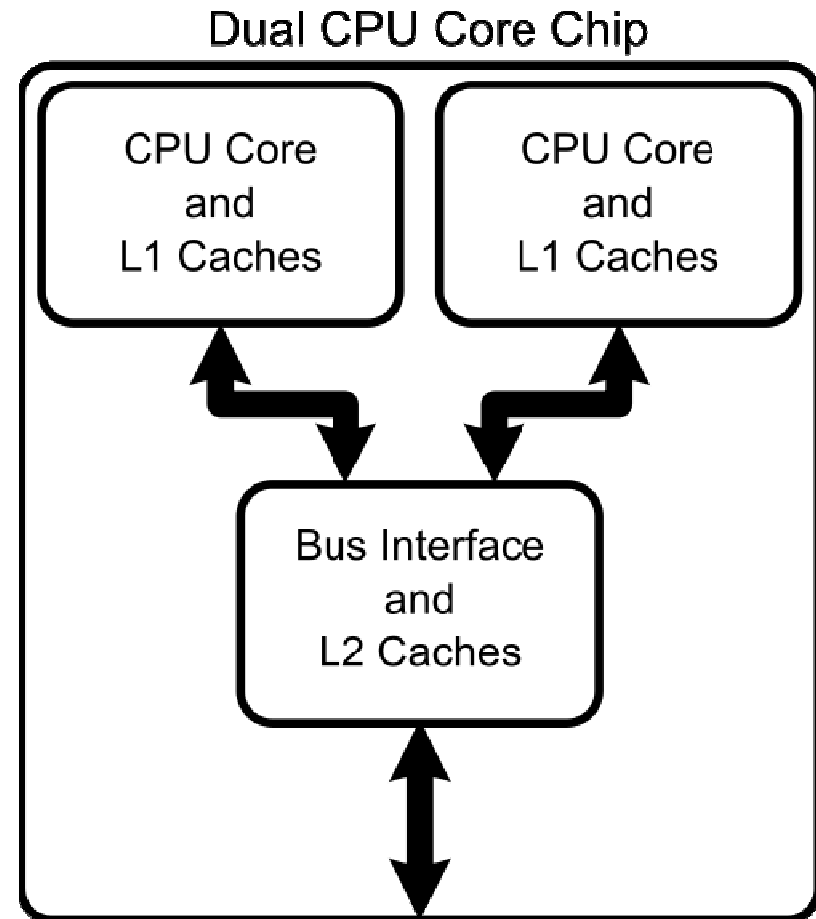 Dual CPU Core Chip
CPU Core
and
L1 Caches
CPU Core
and
L1 Caches
Bus Interface
and
L2 Caches